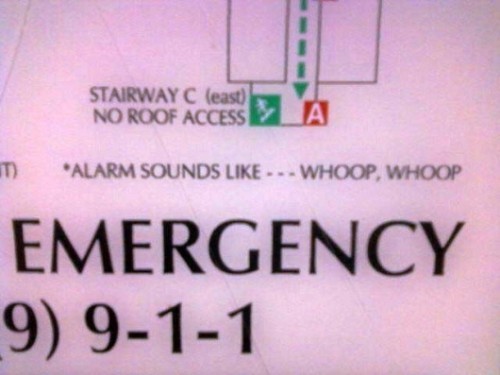 STAIRWAY C (east)
NO ROOF ACCESS A
T) *ALARM SOUNDS LIKE - - - WHOOP, WHOOP
EMERGENCY
(9) 9-1-1